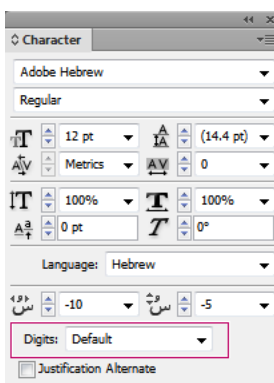 Character
Adobe Hebrew
Regular
12 pt (14.4 pt)
Metrics 0
100% 100%
0 pt 0°
Language: Hebrew
-10 -5
Digits: Default
Justification Alternate